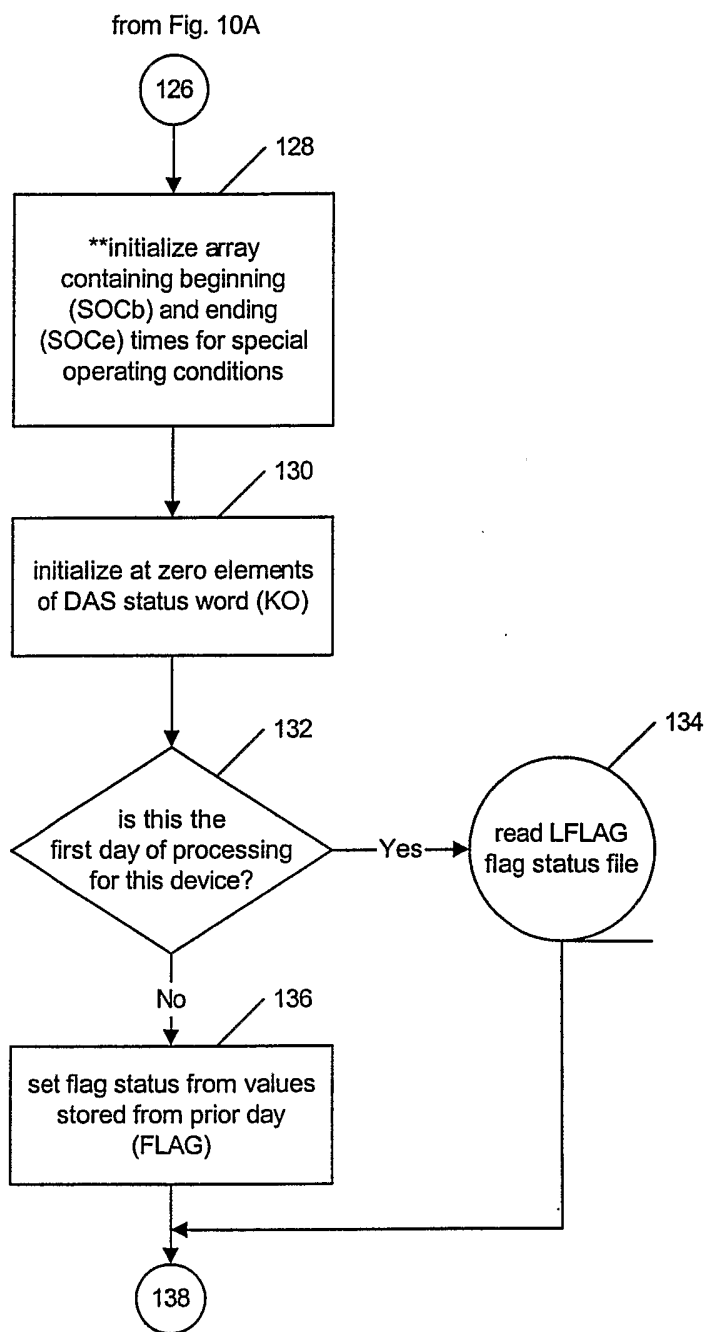 from Fig. 10A
126
128
**initialize array
containing beginning
(SOCb) and ending
(SOCe) times for special
operating conditions
130
initialize at zero elements
of DAS status word (KO)
132
is this the
first day of processing
for this device?
Yes
134
read LFLAG
flag status file
No
136
set flag status from values
stored from prior day
(FLAG)
138